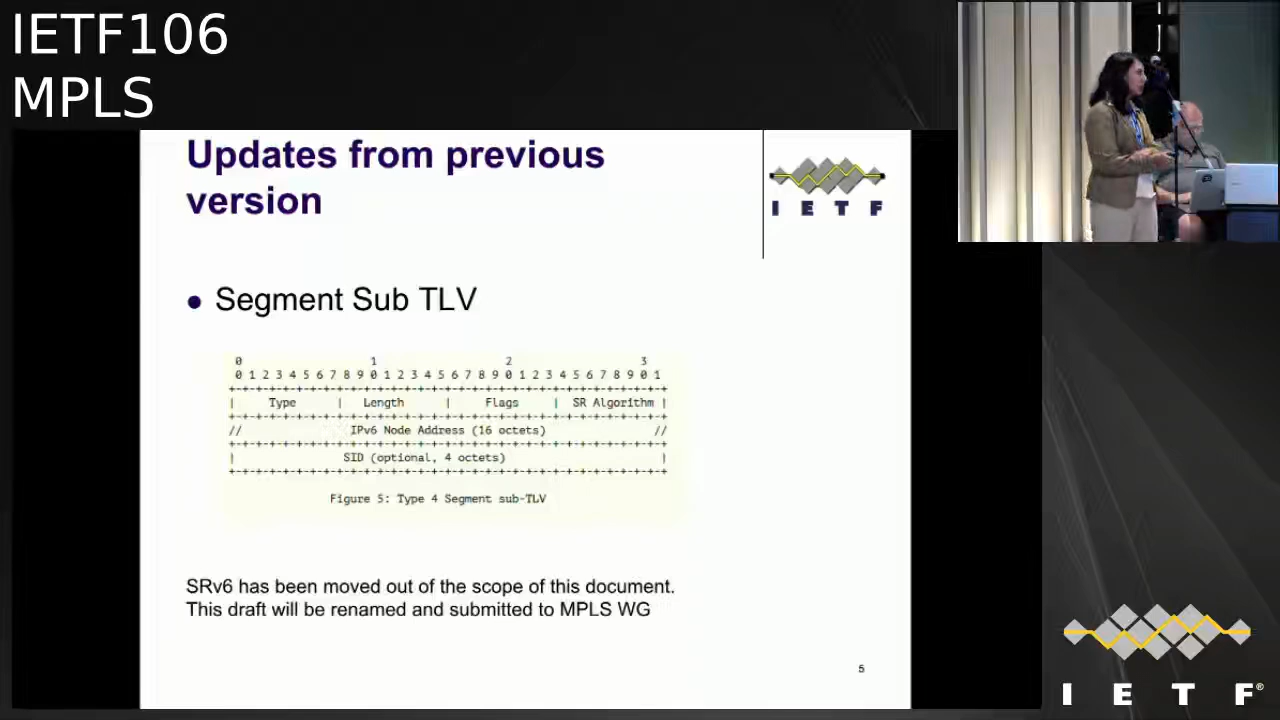 IETF106
MPLS
Updates from previous
version
I E T F
• Segment Sub TLV
0 1 2 3
0 1 2 3 4 5 6 7 8 9 0 1 2 3 4 5 6 7 8 9 0 1 2 3 4 5 6 7 8 9 0 1
+-+-+-+-+-+-+-+-+-+-+-+-+-+-+-+-+-+-+-+-+-+-+-+-+-+-+-+-+-+-+-+-+
| Type | Length | Flags | SR Algorithm |
+-+-+-+-+-+-+-+-+-+-+-+-+-+-+-+-+-+-+-+-+-+-+-+-+-+-+-+-+-+-+-+-+
// IPv6 Node Address (16 octets) //
+-+-+-+-+-+-+-+-+-+-+-+-+-+-+-+-+-+-+-+-+-+-+-+-+-+-+-+-+-+-+-+-+
| SID (optional, 4 octets) |
+-+-+-+-+-+-+-+-+-+-+-+-+-+-+-+-+-+-+-+-+-+-+-+-+-+-+-+-+-+-+-+-+
Figure 5: Type 4 Segment sub-TLV
SRv6 has been moved out of the scope of this document.
This draft will be renamed and submitted to MPLS WG
5
I E T F®